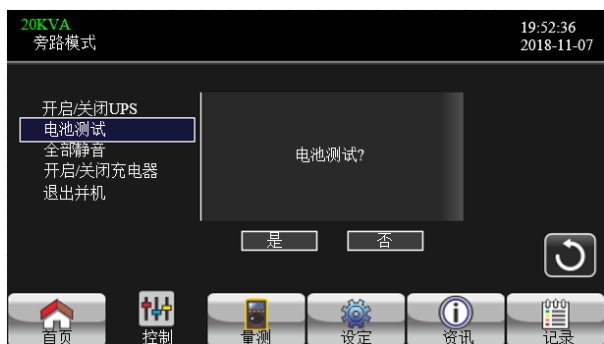 20KVA
旁路模式
19:52:36
2018-11-07
开启/关闭UPS
电池测试
全部静音
开启/关闭充电器
退出并机
电池测试?
是
否
首页
控制
量测
设定
资讯
记录